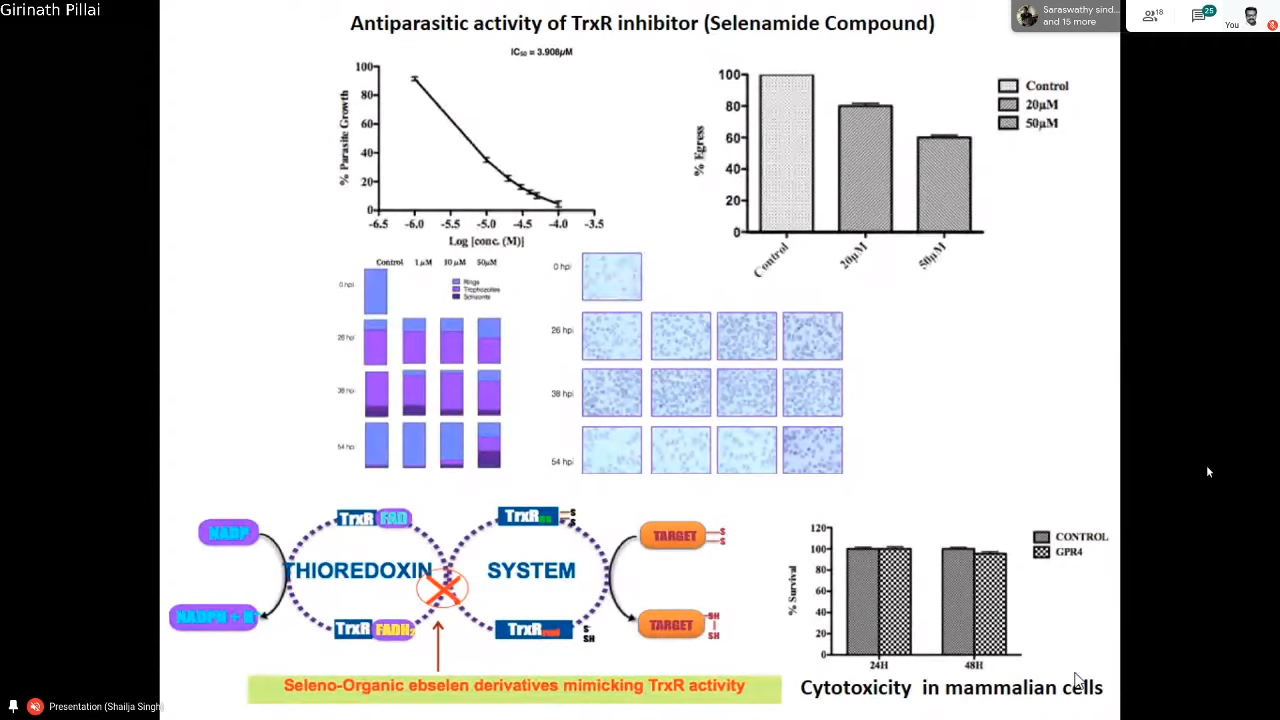 Girinath Pillai
Saraswathy sind...
and 15 more
18
25
You
Antiparasitic activity of TrxR inhibitor (Selenamide Compound)
IC50 = 3.908µM
% Parasite Growth
100
80
60
40
20
0
-6.5 -6.0 -5.5 -5.0 -4.5 -4.0 -3.5
Log [conc. (M)]
% Egress
100
80
60
40
20
0
Control 20µM 50µM
Control
20µM
50µM
Control 1 µM 10 µM 50µM
Rings
Trophozoites
Schizonts
0 hpi
26 hpi
38 hpi
54 hpi
0 hpi
26 hpi
38 hpi
54 hpi
NADP
NADPH + H+
TrxR FAD
THIOREDOXIN
TrxR FADH2
TrxR
S
S
SYSTEM
TrxR red
S
SH
TARGET
S
S
TARGET
SH
SH
Seleno-Organic ebselen derivatives mimicking TrxR activity
% Survival
120
100
80
60
40
20
0
24H 48H
CONTROL
GPR4
Cytotoxicity in mammalian cells
Presentation (Shailja Singh)